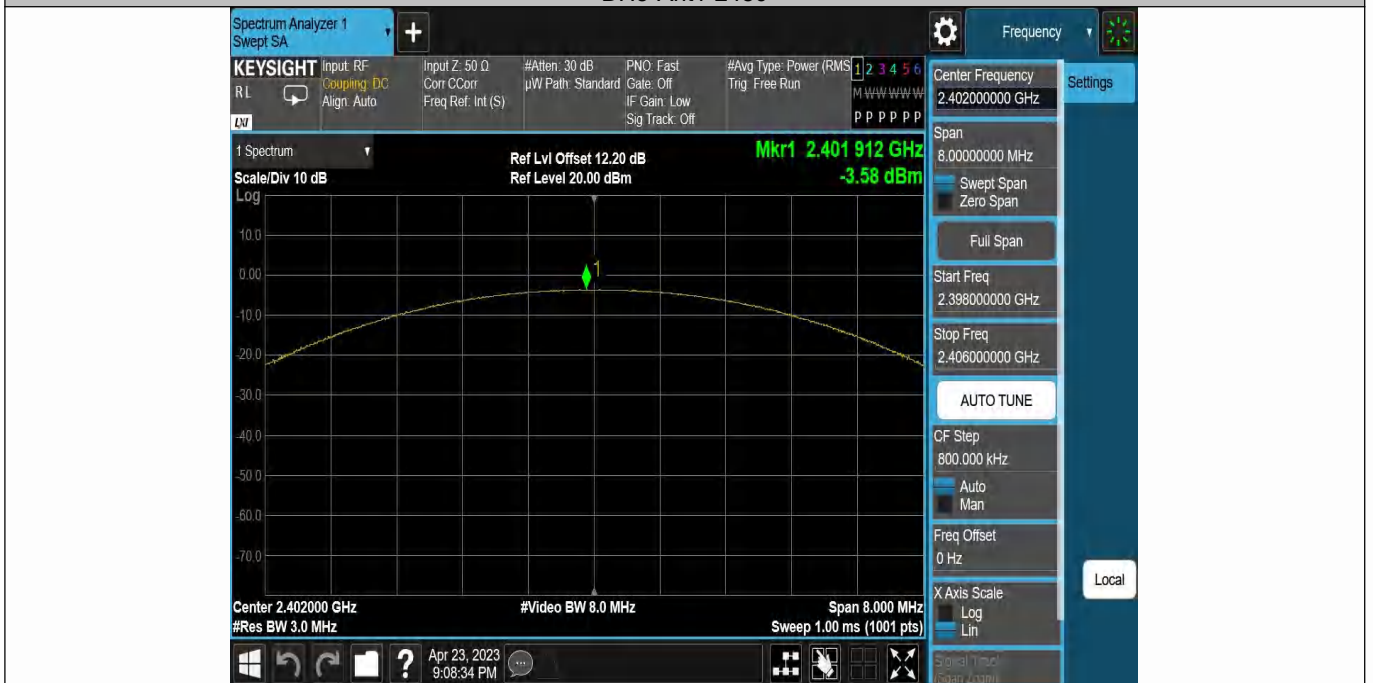 Spectrum Analyzer 1
Swept SA
+
Frequency
KEYSIGHT
RL
LXI
Input: RF
Coupling: DC
Align: Auto
Input Z: 50 Ω
Corr CCorr
Freq Ref: Int (S)
#Atten: 30 dB
µW Path: Standard
PNO: Fast
Gate: Off
IF Gain: Low
Sig Track: Off
#Avg Type: Power (RMS
Trig: Free Run
1 2 3 4 5 6
M W W W W W
P P P P P P
1 Spectrum
Scale/Div 10 dB
Ref Lvl Offset 12.20 dB
Ref Level 20.00 dBm
Mkr1 2.401 912 GHz
-3.58 dBm
Log
10.0
0.00
-10.0
-20.0
-30.0
-40.0
-50.0
-60.0
-70.0
1
Center 2.402000 GHz
#Res BW 3.0 MHz
#Video BW 8.0 MHz
Span 8.000 MHz
Sweep 1.00 ms (1001 pts)
Center Frequency
2.402000000 GHz
Settings
Span
8.00000000 MHz
Swept Span
Zero Span
Full Span
Start Freq
2.398000000 GHz
Stop Freq
2.406000000 GHz
AUTO TUNE
CF Step
800.000 kHz
Auto
Man
Freq Offset
0 Hz
X Axis Scale
Log
Lin
Signal Track
(Span Zoom)
Local
?
Apr 23, 2023
9:08:34 PM